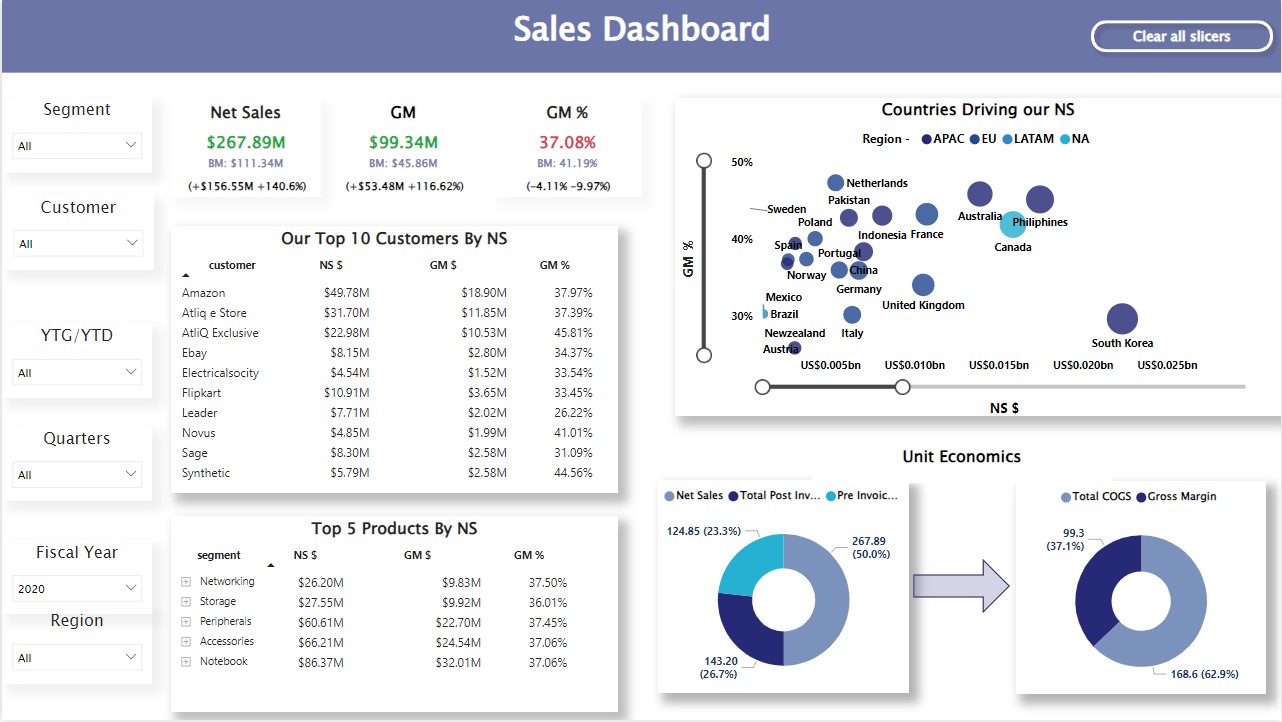 Sales Dashboard
Clear all slicers
Segment
All
Customer
All
YTG/YTD
All
Quarters
All
Fiscal Year
2020
Region
All
Net Sales
$267.89M
BM: $111.34M
(+$156.55M +140.6%)
GM
$99.34M
BM: $45.86M
(+$53.48M +116.62%)
GM %
37.08%
BM: 41.19%
(-4.11% -9.97%)
Our Top 10 Customers By NS
customer NS $ GM $ GM %
Amazon $49.78M $18.90M 37.97%
Atliq e Store $31.70M $11.85M 37.39%
AtliQ Exclusive $22.98M $10.53M 45.81%
Ebay $8.15M $2.80M 34.37%
Electricalsocity $4.54M $1.52M 33.54%
Flipkart $10.91M $3.65M 33.45%
Leader $7.71M $2.02M 26.22%
Novus $4.85M $1.99M 41.01%
Sage $8.30M $2.58M 31.09%
Synthetic $5.79M $2.58M 44.56%
Top 5 Products By NS
segment NS $ GM $ GM %
Networking $26.20M $9.83M 37.50%
Storage $27.55M $9.92M 36.01%
Peripherals $60.61M $22.70M 37.45%
Accessories $66.21M $24.54M 37.06%
Notebook $86.37M $32.01M 37.06%
Countries Driving our NS
Region - APAC EU LATAM NA
GM %
50%
40%
30%
Netherlands
Pakistan
Sweden
Poland
Australia
Philiphines
Indonesia
France
Canada
Spain
Portugal
Norway
China
Germany
Mexico
Brazil
United Kingdom
Newzealand
Italy
Austria
South Korea
US$0.005bn US$0.010bn US$0.015bn US$0.020bn US$0.025bn
NS $
Unit Economics
Net Sales Total Post Inv... Pre Invoic...
124.85 (23.3%)
267.89
(50.0%)
143.20
(26.7%)
Total COGS Gross Margin
99.3
(37.1%)
168.6 (62.9%)